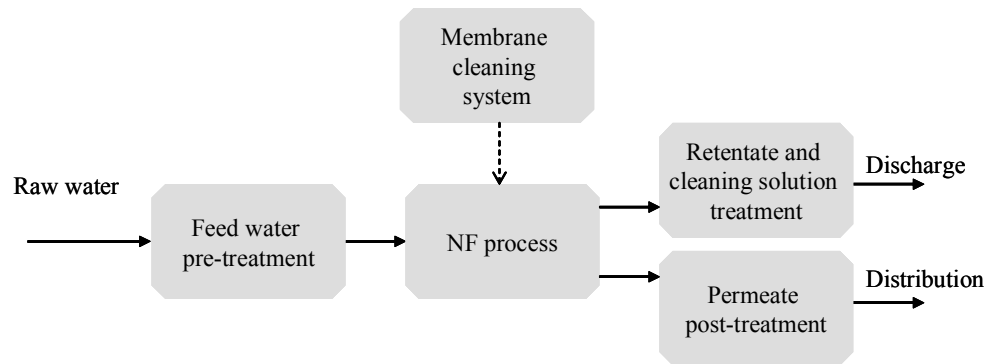 Membrane
cleaning
system
Raw water
Feed water
pre-treatment
NF process
Retentate and
cleaning solution
treatment
Discharge
Permeate
post-treatment
Distribution